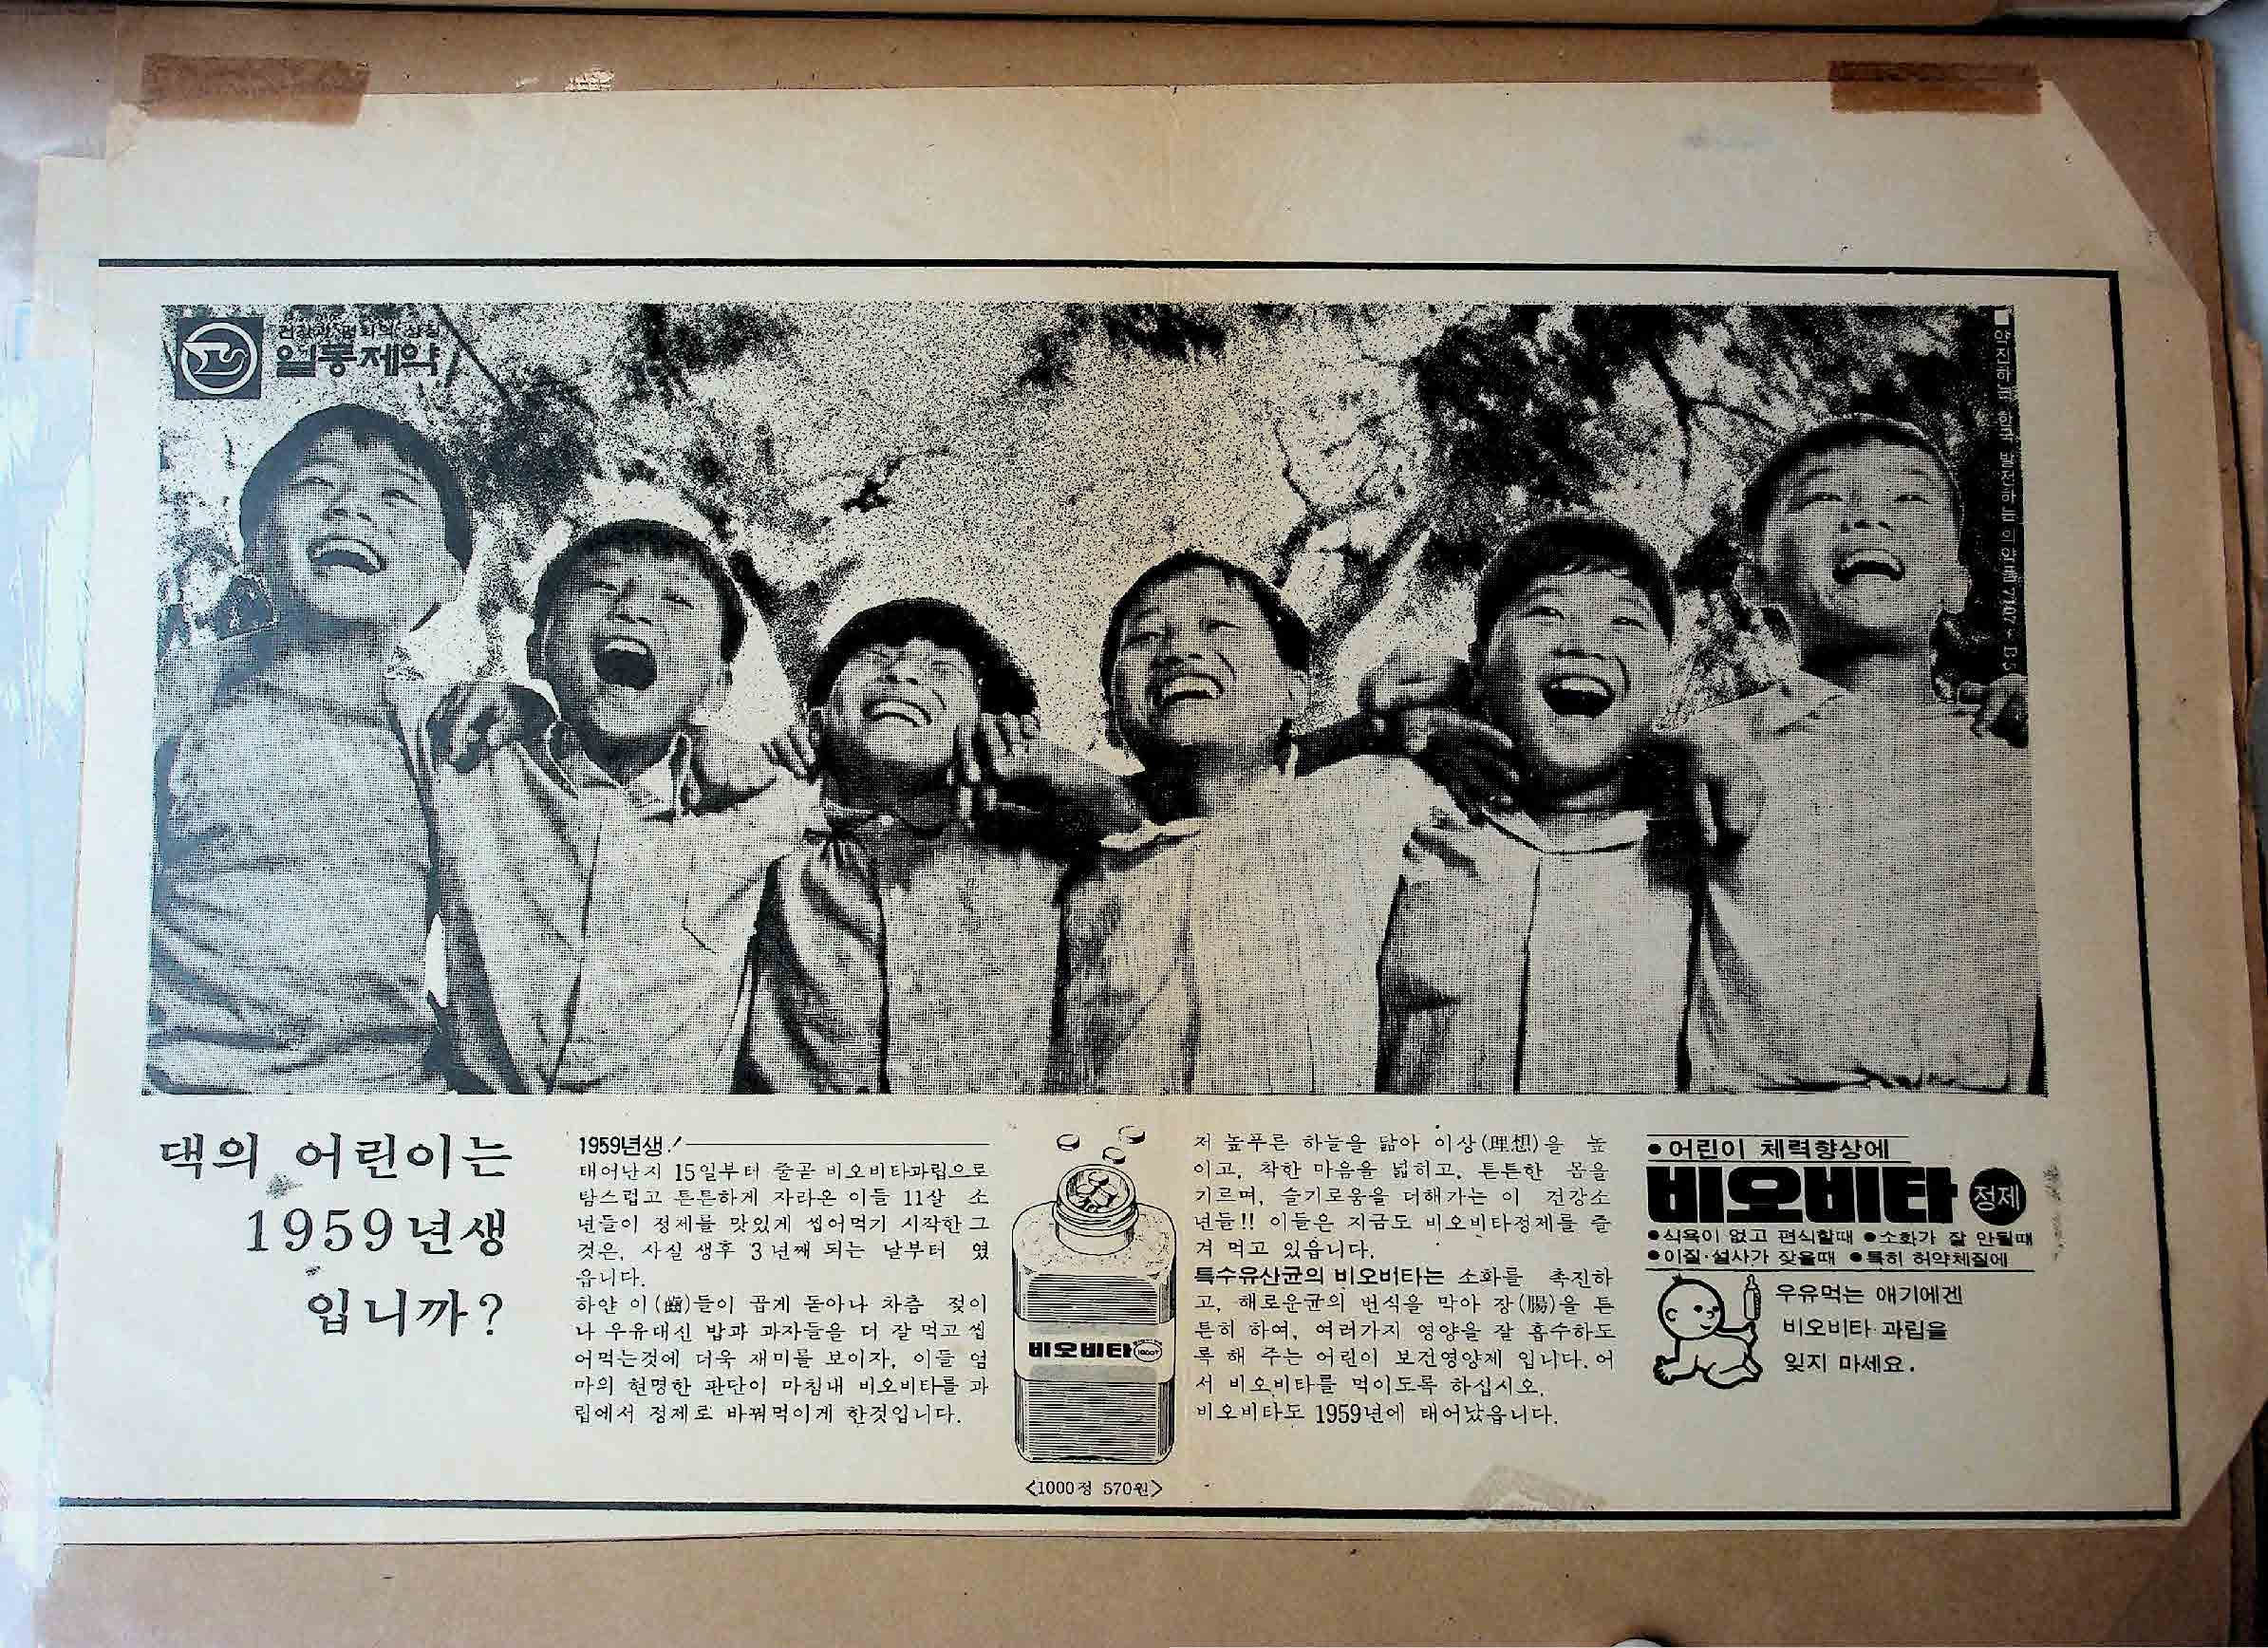 건강과 평화의 상징
일동제약
약진하는 한국 발전하는 의약품
댁의 어린이는
1959년생
입니까?
1959년생!
태어난지 15일부터 줄곧 비오비타과립으로
탐스럽고 튼튼하게 자라온 이들 11살 소
년들이 정제를 맛있게 씹어먹기 시작한 그
것은, 사실 생후 3년째 되는 날부터 였
읍니다.
하얀 이(齒)들이 곱게 돋아나 차츰 젖이
나 우유대신 밥과 과자들을 더 잘 먹고 씹
어먹는것에 더욱 재미를 보이자, 이들 엄
마의 현명한 판단이 마침내 비오비타를 과
립에서 정제로 바꿔먹이게 한것입니다.
비오비타
<1000정 570원>
저 높푸른 하늘을 닮아 이상(理想)을 높
이고, 착한 마음을 넓히고, 튼튼한 몸을
기르며, 슬기로움을 더해가는 이 건강소
년들!! 이들은 지금도 비오비타정제를 즐
겨 먹고 있읍니다.
특수유산균의 비오비타는 소화를 촉진하
고, 해로운균의 번식을 막아 장(腸)을 튼
튼히 하여, 여러가지 영양을 잘 흡수하도
록 해 주는 어린이 보건영양제 입니다. 어
서 비오비타를 먹이도록 하십시오.
비오비타도 1959년에 태어났읍니다.
●어린이 체력향상에
비오비타 정제
●식욕이 없고 편식할때 ●소화가 잘 안될때
●이질·설사가 잦을때 ●특히 허약체질에
우유먹는 애기에겐
비오비타 과립을
잊지 마세요.